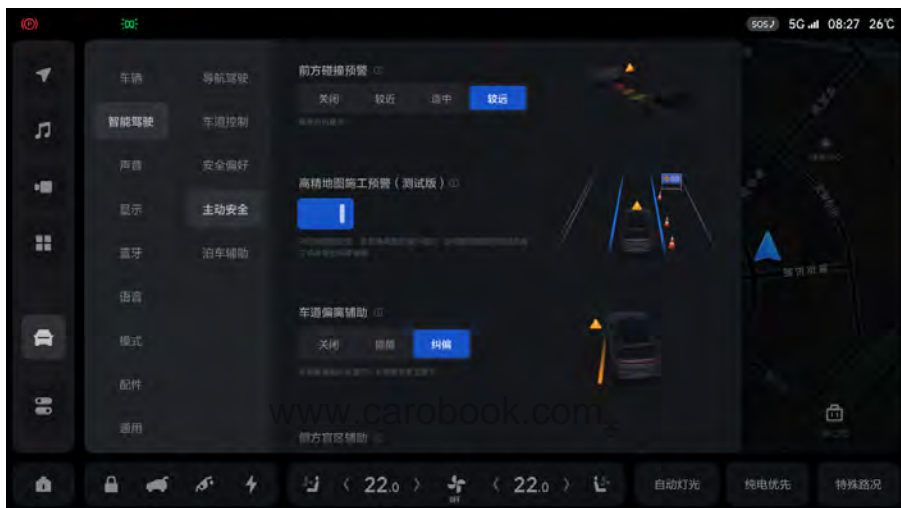 SOS 5G 08:27 26℃
车辆
智能驾驶
声音
显示
蓝牙
语言
模式
配件
通用
导航驾驶
车道控制
安全偏好
主动安全
泊车辅助
前方碰撞预警
关闭 较近 适中 较远
高精地图施工预警（测试版）
车道偏离辅助
关闭 预警 纠偏
侧方盲区辅助
www.carobook.com
22.0
OFF
22.0
自动灯光
纯电优先
特殊路况